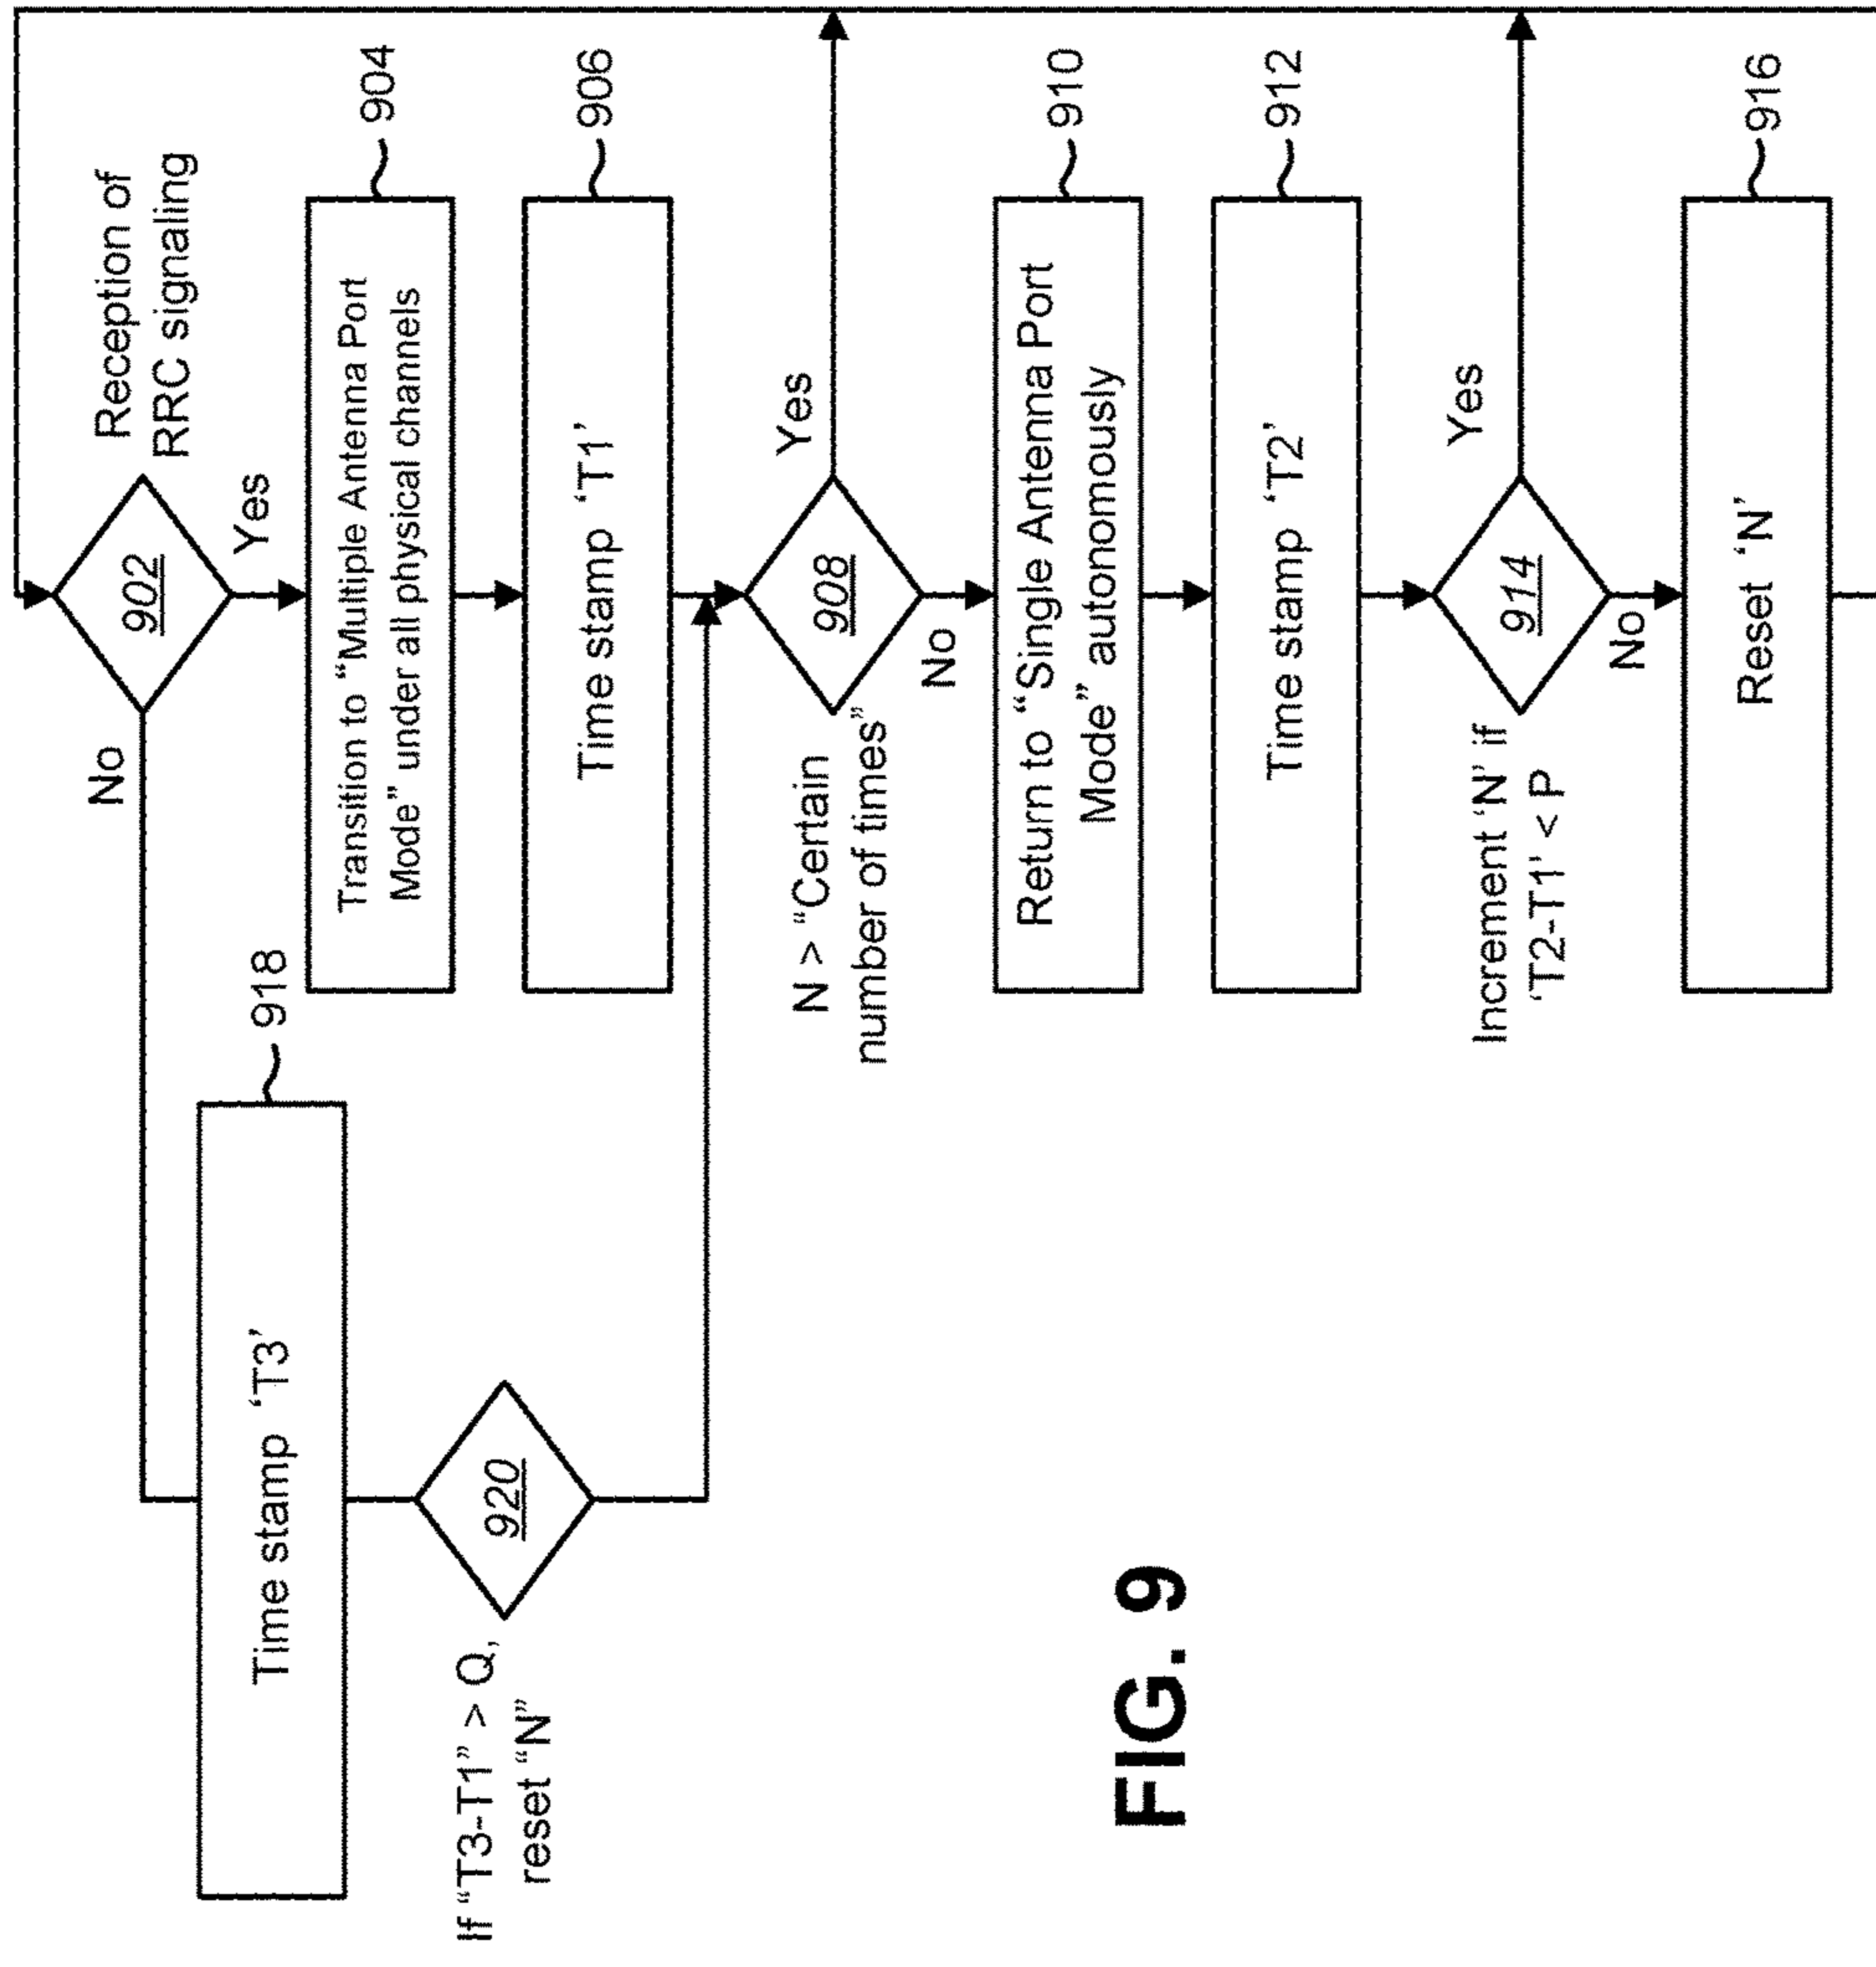 Reception of
RRC signaling
902
Yes
No
904
Transition to “Multiple Antenna Port
Mode” under all physical channels
906
Time stamp ‘T1’
918
Time stamp ‘T3’
920
If “T3-T1” > Q,
reset “N”
908
Yes
No
N > “Certain
number of times”
910
Return to “Single Antenna Port
Mode” autonomously
912
Time stamp ‘T2’
914
Yes
No
Increment ‘N’ if
‘T2-T1’ < P
916
Reset ‘N’
FIG. 9